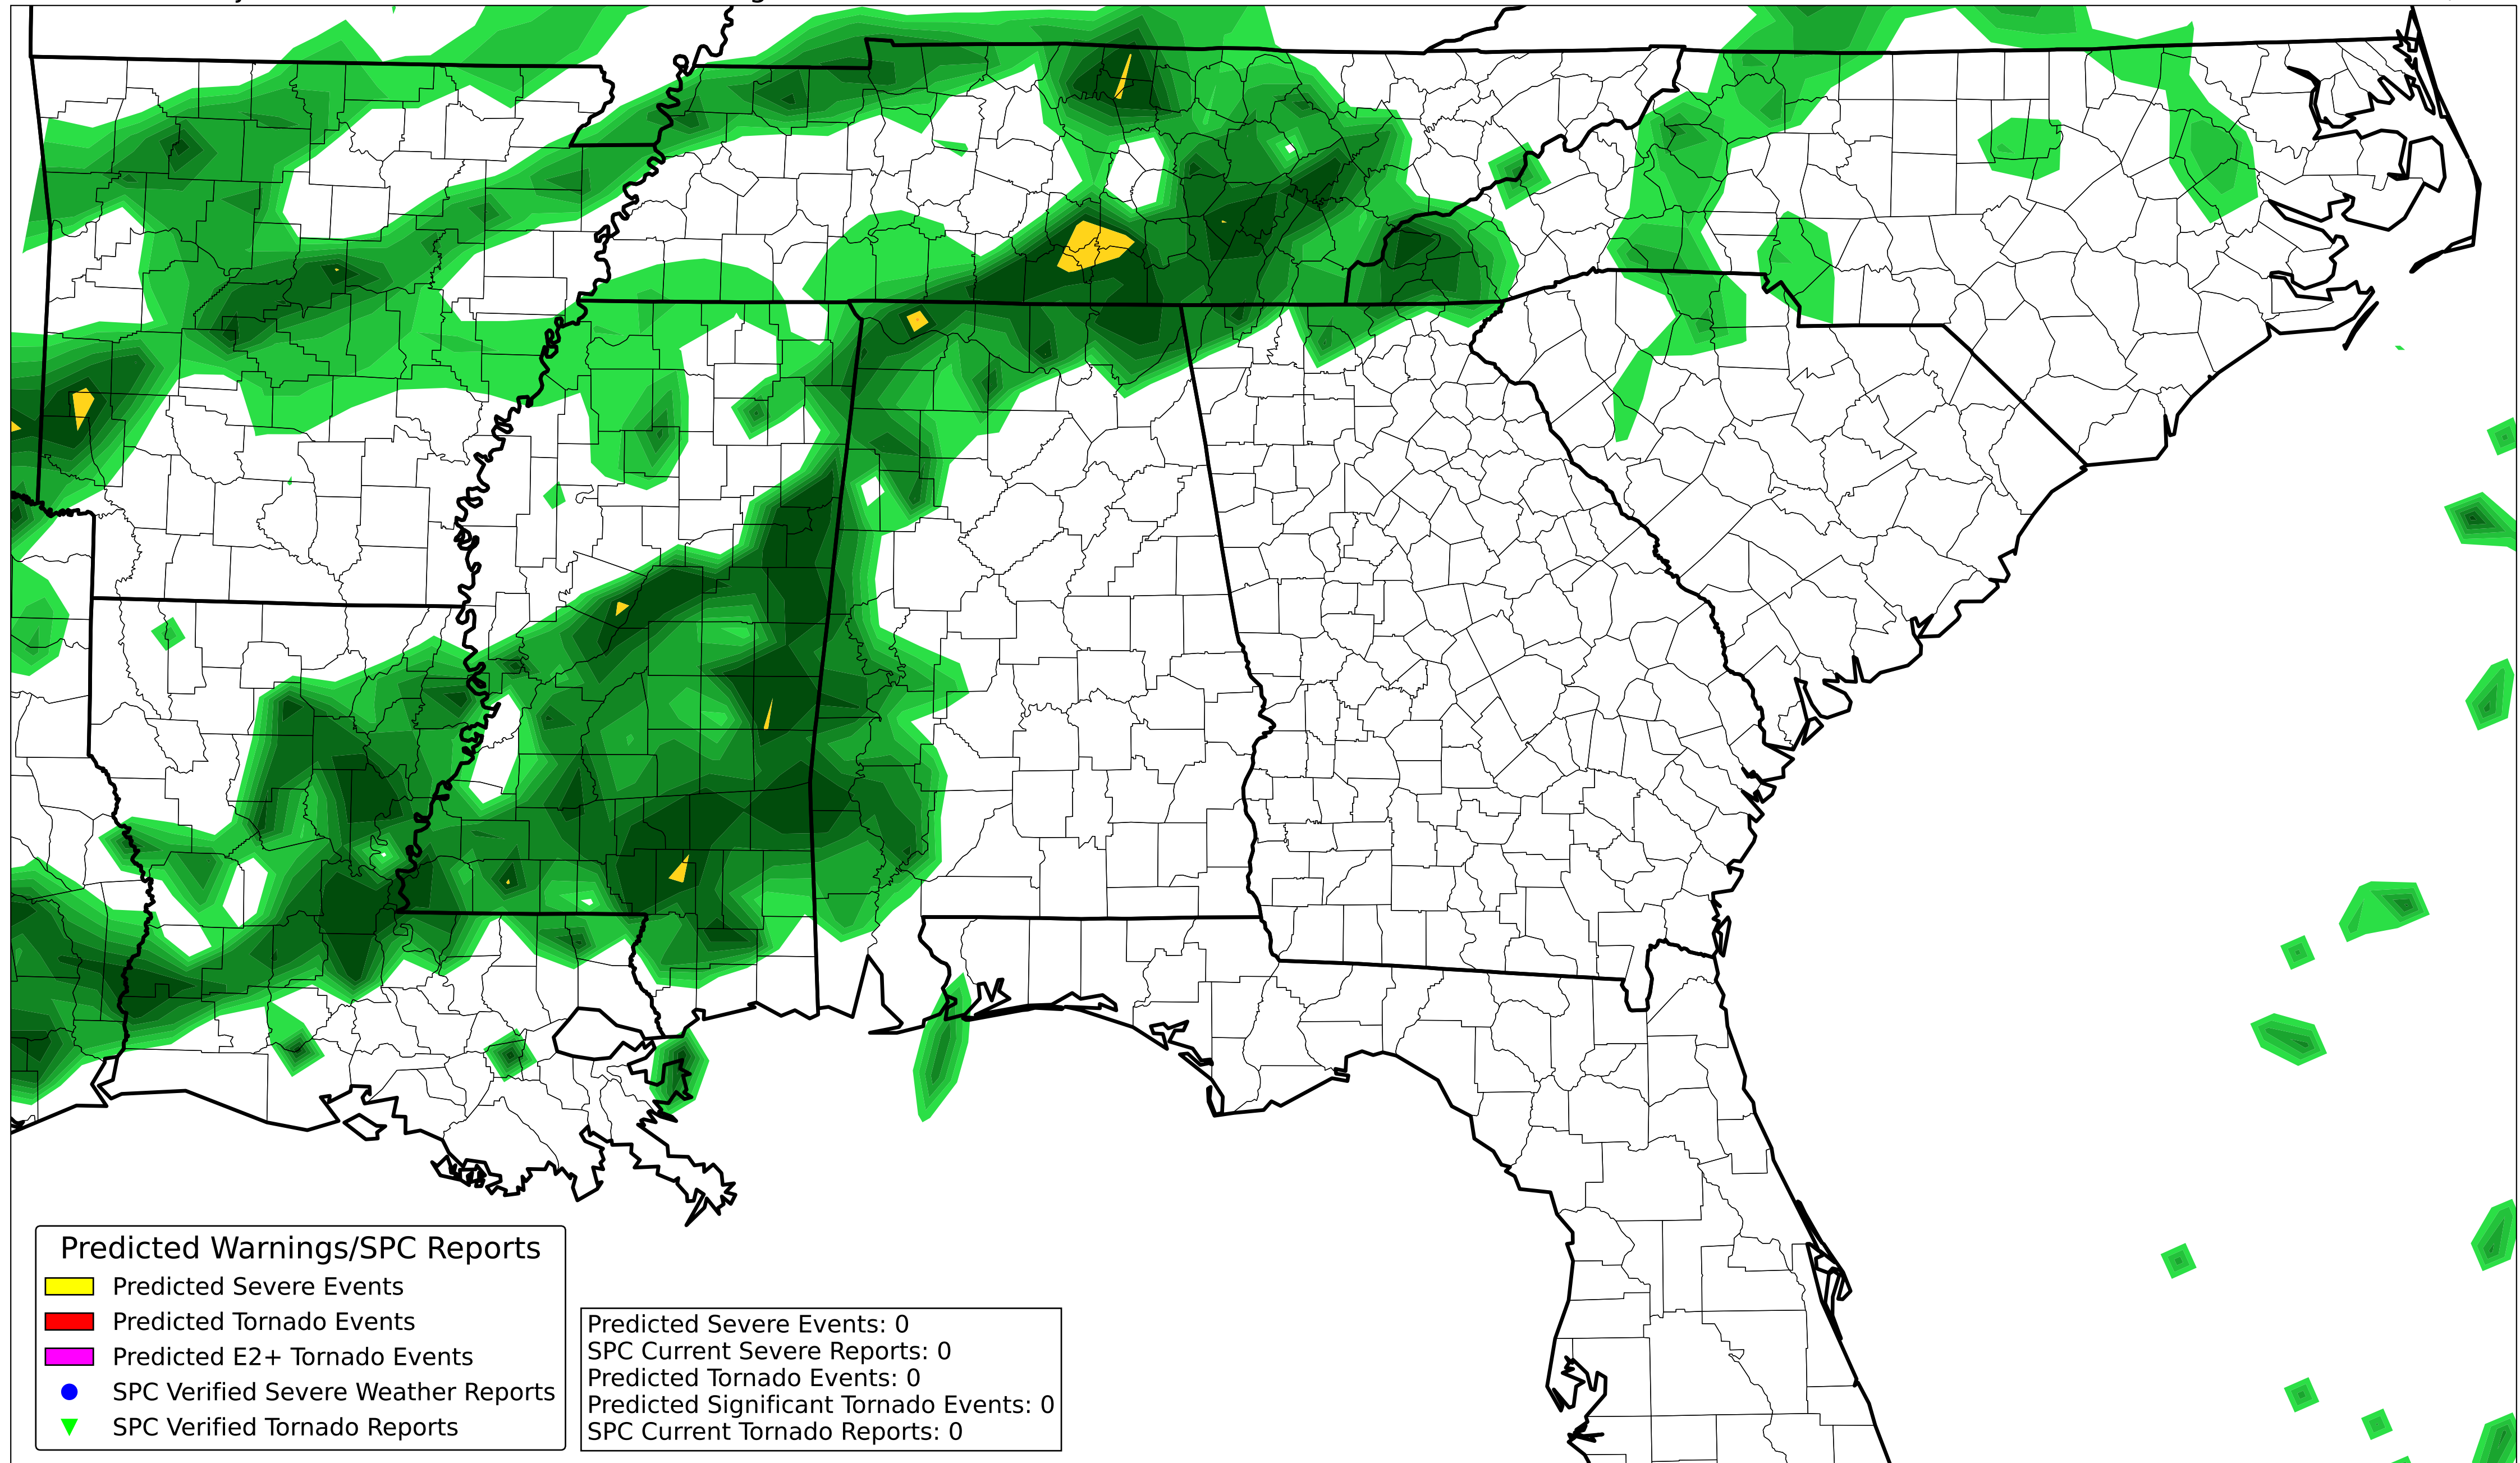 Predicted Warnings/SPC Reports
Predicted Severe Events
Predicted Tornado Events
Predicted E2+ Tornado Events
SPC Verified Severe Weather Reports
SPC Verified Tornado Reports
Predicted Severe Events: 0
SPC Current Severe Reports: 0
Predicted Tornado Events: 0
Predicted Significant Tornado Events: 0
SPC Current Tornado Reports: 0